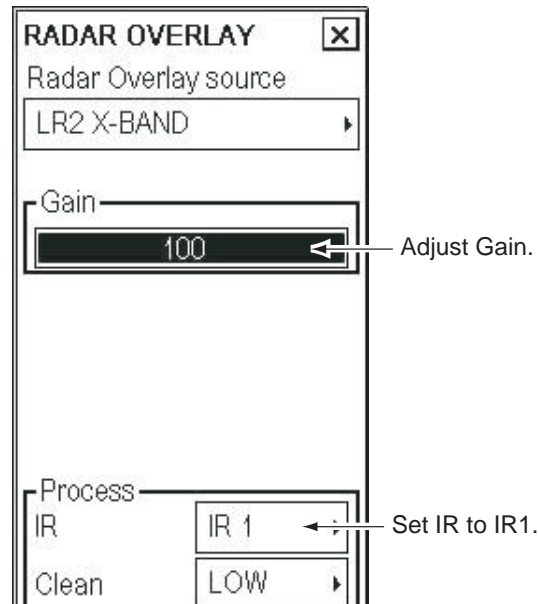 RADAR OVERLAY
Radar Overlay source
LR2 X-BAND
Gain
100
Adjust Gain.
Process
IR IR 1
Set IR to IR1.
Clean LOW